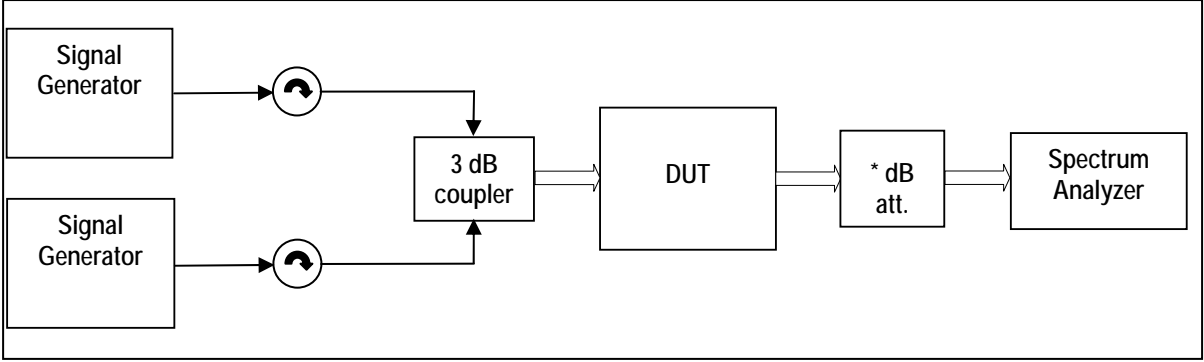 Signal
Generator
3 dB
coupler
DUT
* dB
att.
Spectrum
Analyzer
Signal
Generator